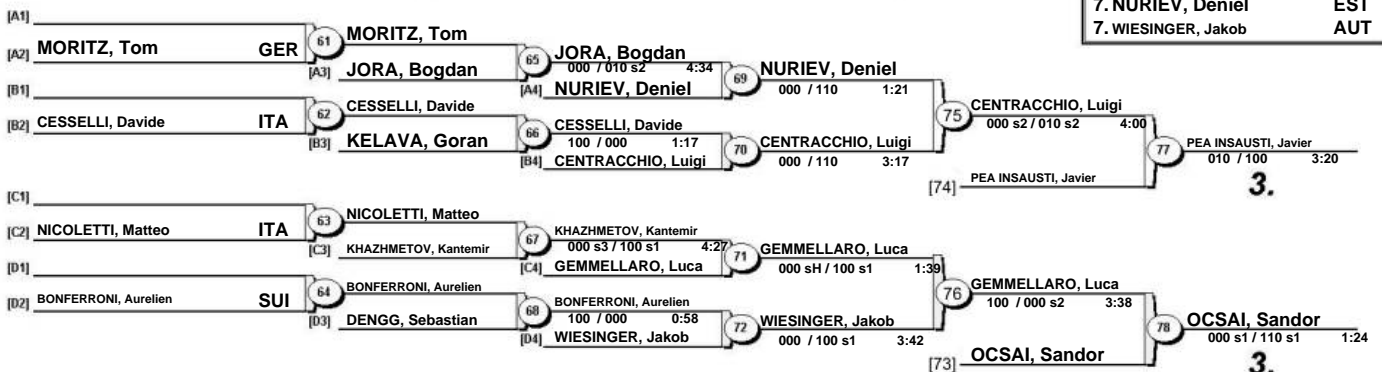 7. NURIEV, Deniel EST
7. WIESINGER, Jakob AUT
[A1]
[A2] MORITZ, Tom GER
61
MORITZ, Tom
[A3] JORA, Bogdan
65
JORA, Bogdan
000 / 010 s2 4:34
[A4] NURIEV, Deniel
69
NURIEV, Deniel
000 / 110 1:21
[B1]
[B2] CESSELLI, Davide ITA
62
CESSELLI, Davide
[B3] KELAVA, Goran
66
CESSELLI, Davide
100 / 000 1:17
[B4] CENTRACCHIO, Luigi
70
CENTRACCHIO, Luigi
000 / 110 3:17
75
CENTRACCHIO, Luigi
000 s2 / 010 s2 4:00
[74] PEA INSAUSTI, Javier
77
PEA INSAUSTI, Javier
010 / 100 3:20
3.
[C1]
[C2] NICOLETTI, Matteo ITA
63
NICOLETTI, Matteo
[C3] KHAZHMETOV, Kantemir
67
KHAZHMETOV, Kantemir
000 s3 / 100 s1 4:27
[C4] GEMMELLARO, Luca
71
GEMMELLARO, Luca
000 sH / 100 s1 1:39
[D1]
[D2] BONFERRONI, Aurelien SUI
64
BONFERRONI, Aurelien
[D3] DENGG, Sebastian
68
BONFERRONI, Aurelien
100 / 000 0:58
[D4] WIESINGER, Jakob
72
WIESINGER, Jakob
000 / 100 s1 3:42
76
GEMMELLARO, Luca
100 / 000 s2 3:38
[73] OCSAI, Sandor
78
OCSAI, Sandor
000 s1 / 110 s1 1:24
3.